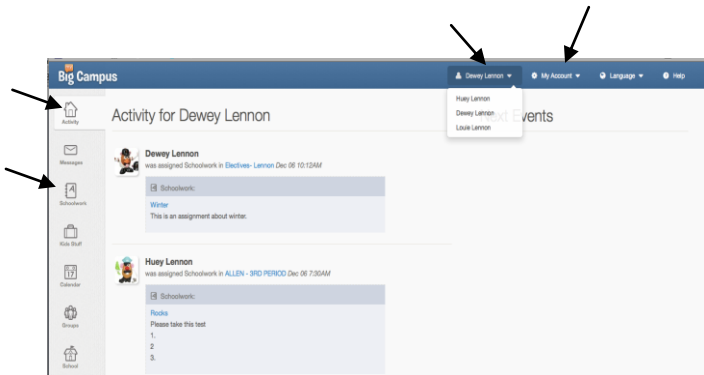 Big Campus
Dewey Lennon
My Account
Language
Help
Huey Lennon
Dewey Lennon
Louie Lennon
Activity
Messages
Schoolwork
Kids Stuff
Calendar
Groups
School
Activity for Dewey Lennon
Next Events
Dewey Lennon
was assigned Schoolwork in Electives- Lennon Dec 06 10:12AM
Schoolwork:
Winter
This is an assignment about winter.
Huey Lennon
was assigned Schoolwork in ALLEN - 3RD PERIOD Dec 06 7:30AM
Schoolwork:
Rocks
Please take this test
1.
2
3.